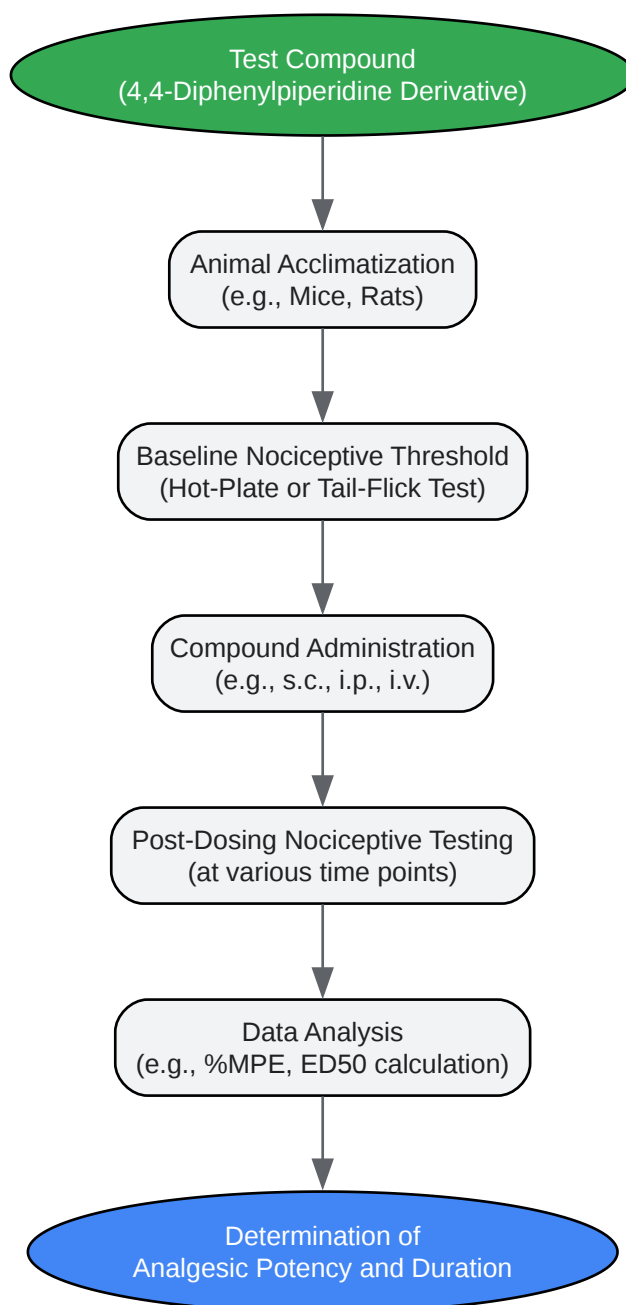 Test Compound
(4,4-Diphenylpiperidine Derivative)
Animal Acclimatization
(e.g., Mice, Rats)
Baseline Nociceptive Threshold
(Hot-Plate or Tail-Flick Test)
Compound Administration
(e.g., s.c., i.p., i.v.)
Post-Dosing Nociceptive Testing
(at various time points)
Data Analysis
(e.g., %MPE, ED50 calculation)
Determination of
Analgesic Potency and Duration